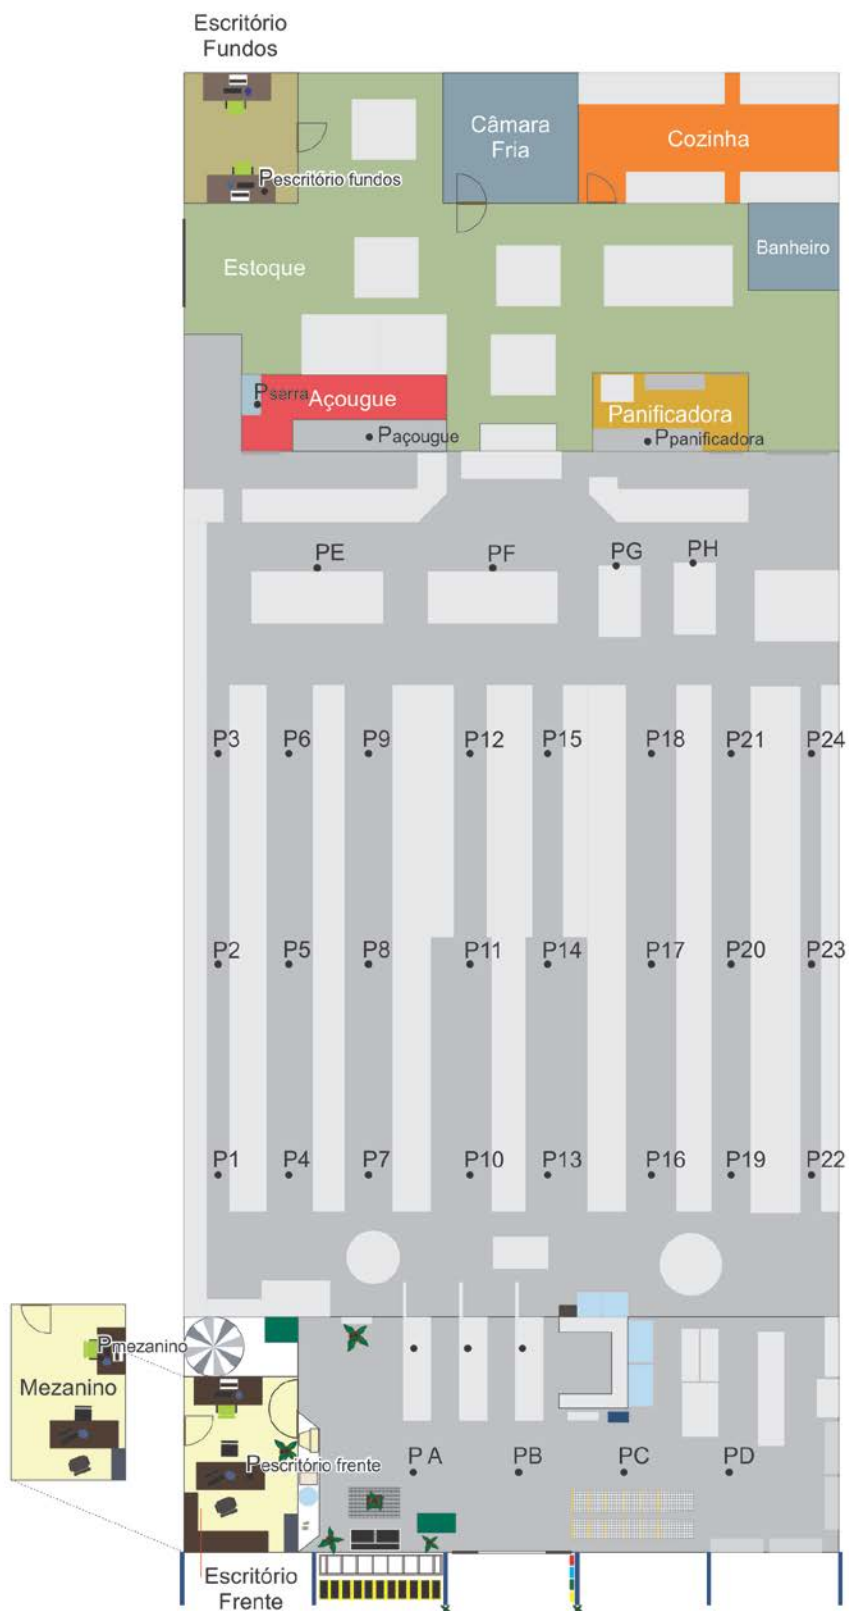 Escritório
Fundos
Câmara
Fria
Cozinha
Pescritório fundos
Estoque
Banheiro
Pserra
Açougue
Panificadora
Paçougue
Ppanificadora
PE
PF
PG
PH
P3
P6
P9
P12
P15
P18
P21
P24
P2
P5
P8
P11
P14
P17
P20
P23
P1
P4
P7
P10
P13
P16
P19
P22
Pmezanino
Mezanino
Pescritório frente
PA
PB
PC
PD
Escritório
Frente